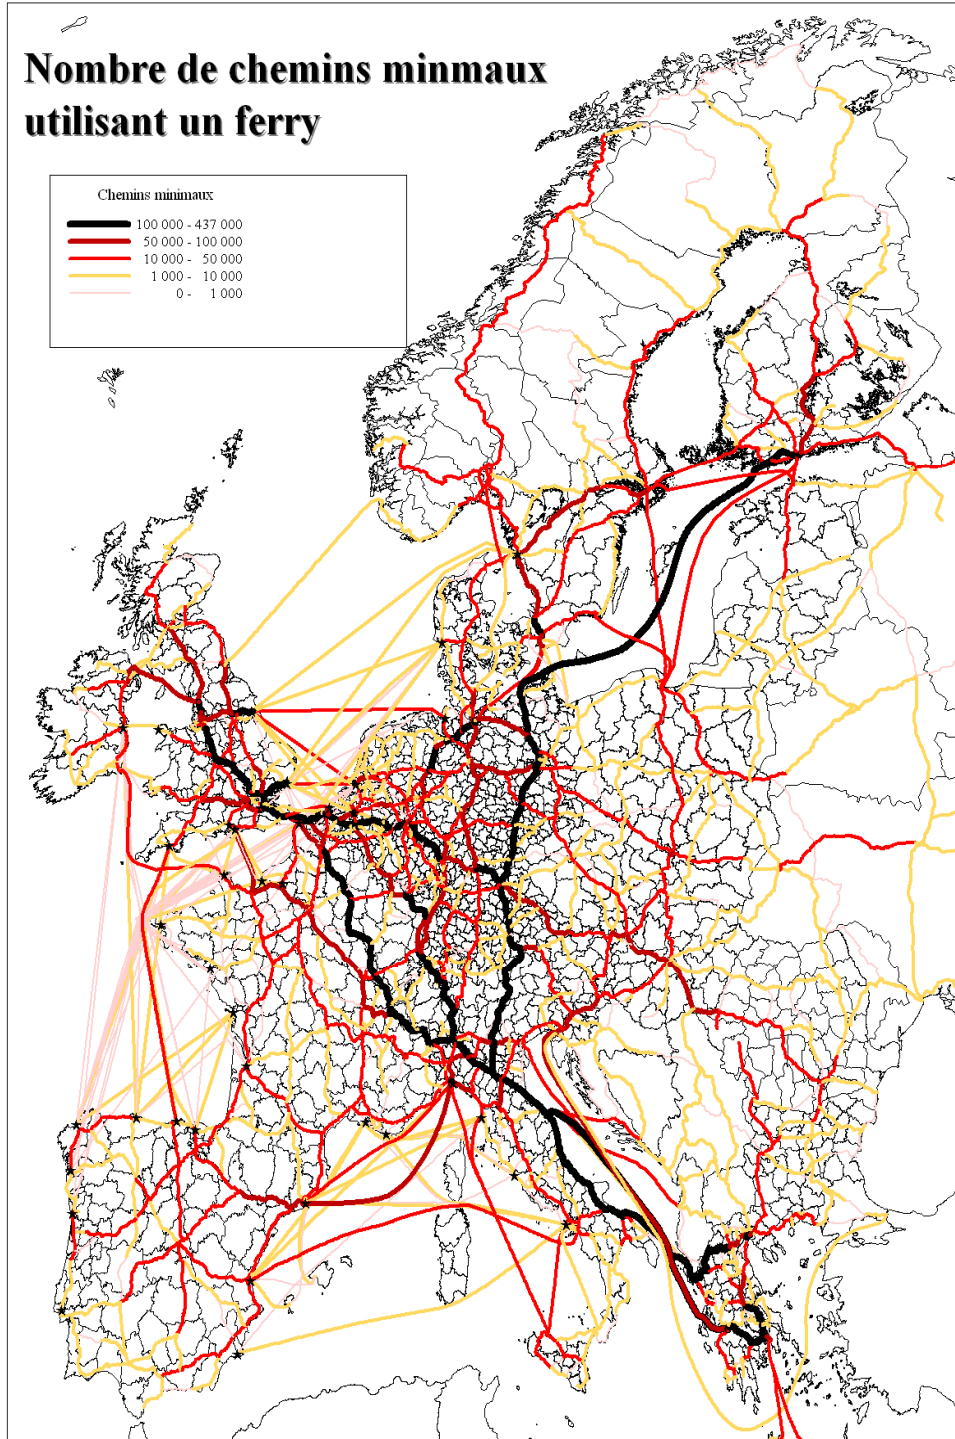 Nombre de chemins minmaux
utilisant un ferry
Chemins minimaux
100 000 - 437 000
50 000 - 100 000
10 000 - 50 000
1 000 - 10 000
0 - 1 000